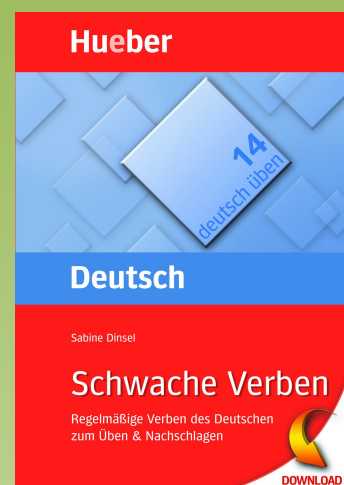 Hueber
14
deutsch üben
Deutsch
Sabine Dinsel
Schwache Verben
Regelmäßige Verben des Deutschen
zum Üben & Nachschlagen
DOWNLOAD